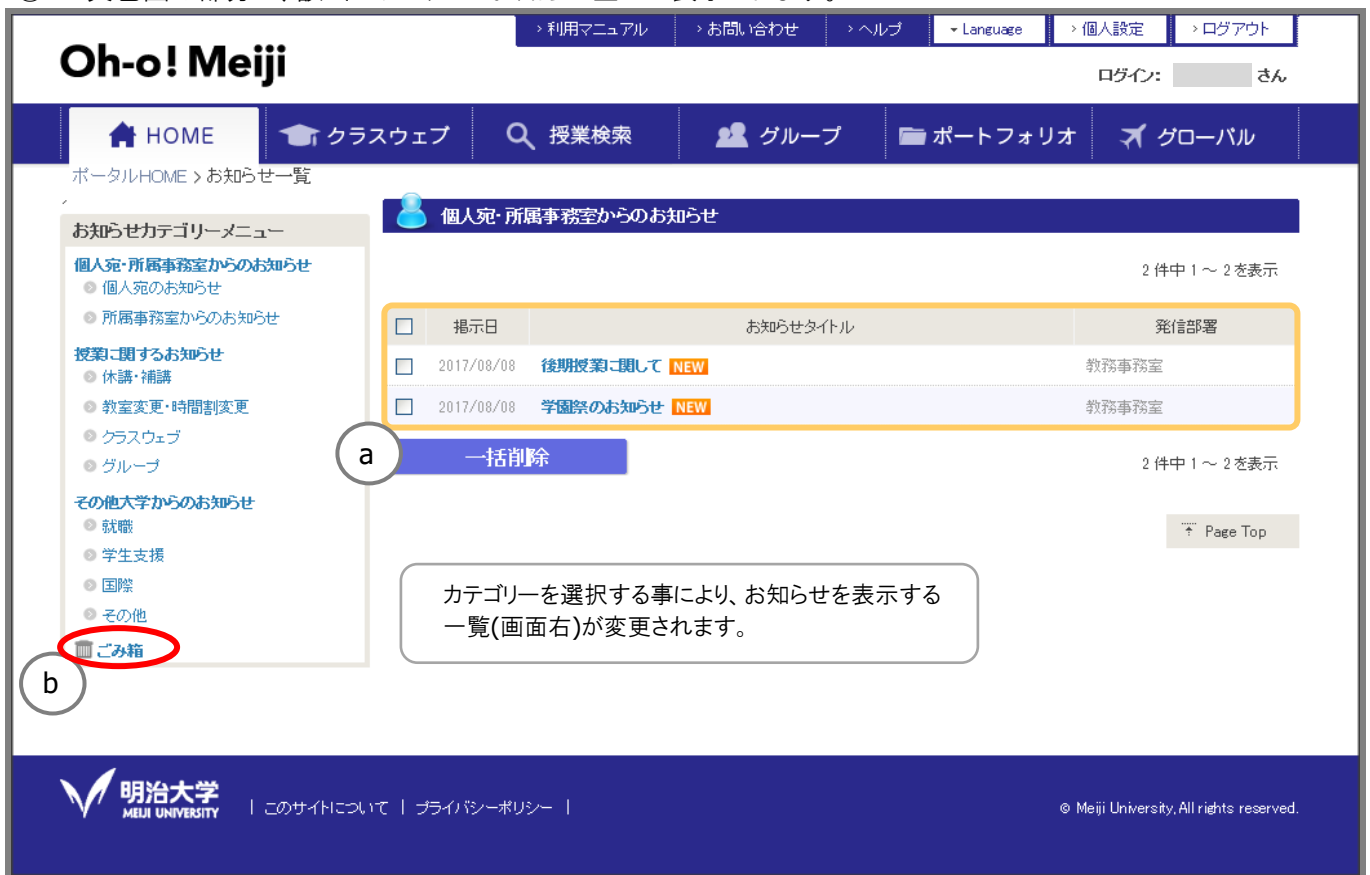 > 利用マニュアル > お問い合わせ > ヘルプ Language > 個人設定 > ログアウト
Oh-o! Meiji
ログイン: さん
HOME クラスウェブ 授業検索 グループ ポートフォリオ グローバル
ポータルHOME > お知らせ一覧
お知らせカテゴリーメニュー
個人宛・所属事務室からのお知らせ
個人宛のお知らせ
所属事務室からのお知らせ
授業に関するお知らせ
休講・補講
教室変更・時間割変更
クラスウェブ
グループ
その他大学からのお知らせ
就職
学生支援
国際
その他
ごみ箱
b
個人宛・所属事務室からのお知らせ
2 件中 1 ～ 2 を表示
掲示日 お知らせタイトル 発信部署
2017/08/08 後期授業に関して NEW 教務事務室
2017/08/08 学園祭のお知らせ NEW 教務事務室
a
一括削除
2 件中 1 ～ 2 を表示
Page Top
カテゴリーを選択する事により、お知らせを表示する
一覧(画面右)が変更されます。
明治大学
MEIJI UNIVERSITY
| このサイトについて | プライバシーポリシー |
© Meiji University, All rights reserved.